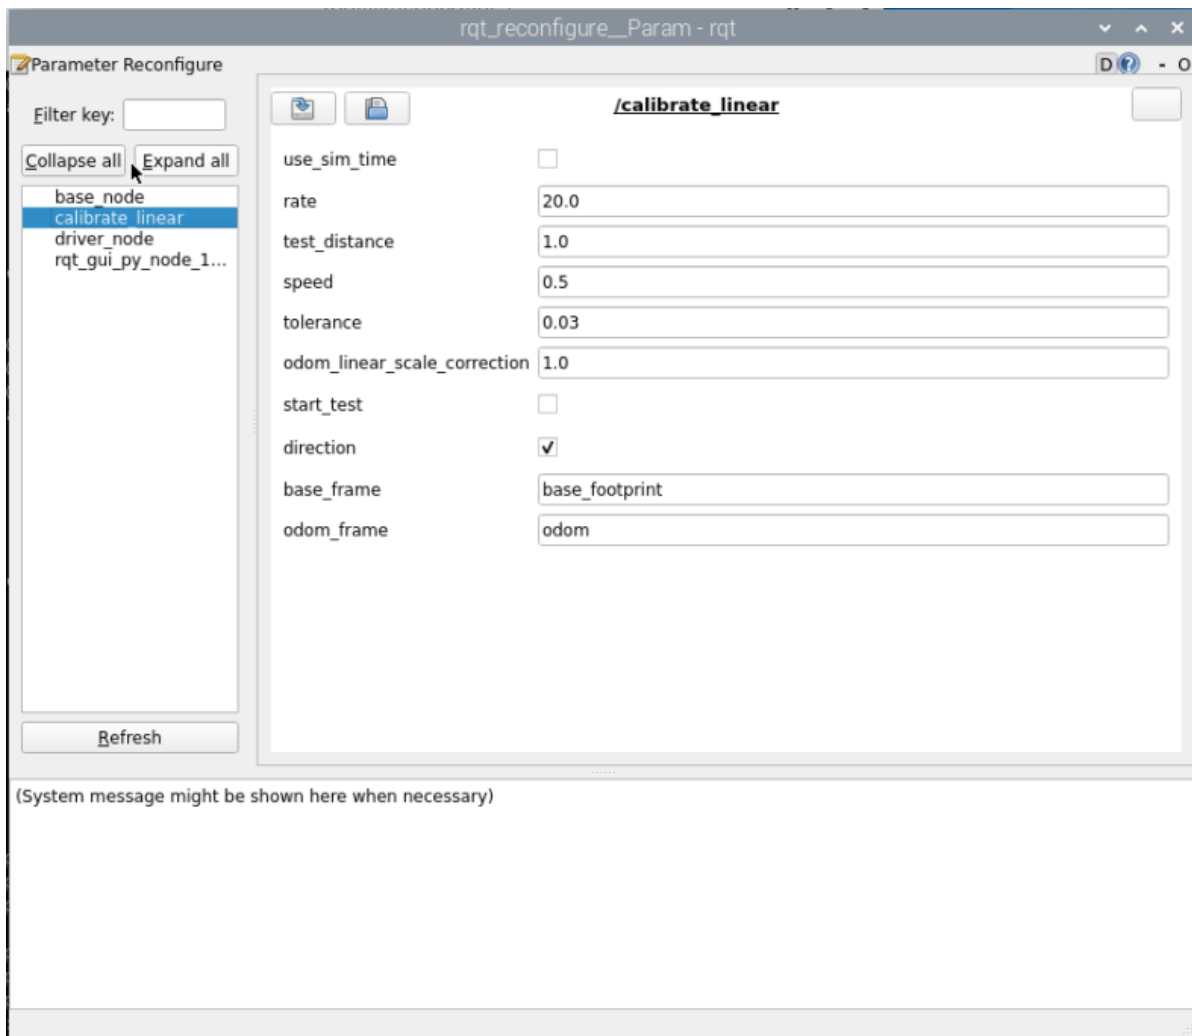 rqt_reconfigure__Param - rqt
Parameter Reconfigure
D ? - O
Filter key:
Collapse all Expand all
base_node
calibrate_linear
driver_node
rqt_gui_py_node_1...
Refresh
/calibrate_linear
use_sim_time
rate 20.0
test_distance 1.0
speed 0.5
tolerance 0.03
odom_linear_scale_correction 1.0
start_test
direction
base_frame base_footprint
odom_frame odom
(System message might be shown here when necessary)